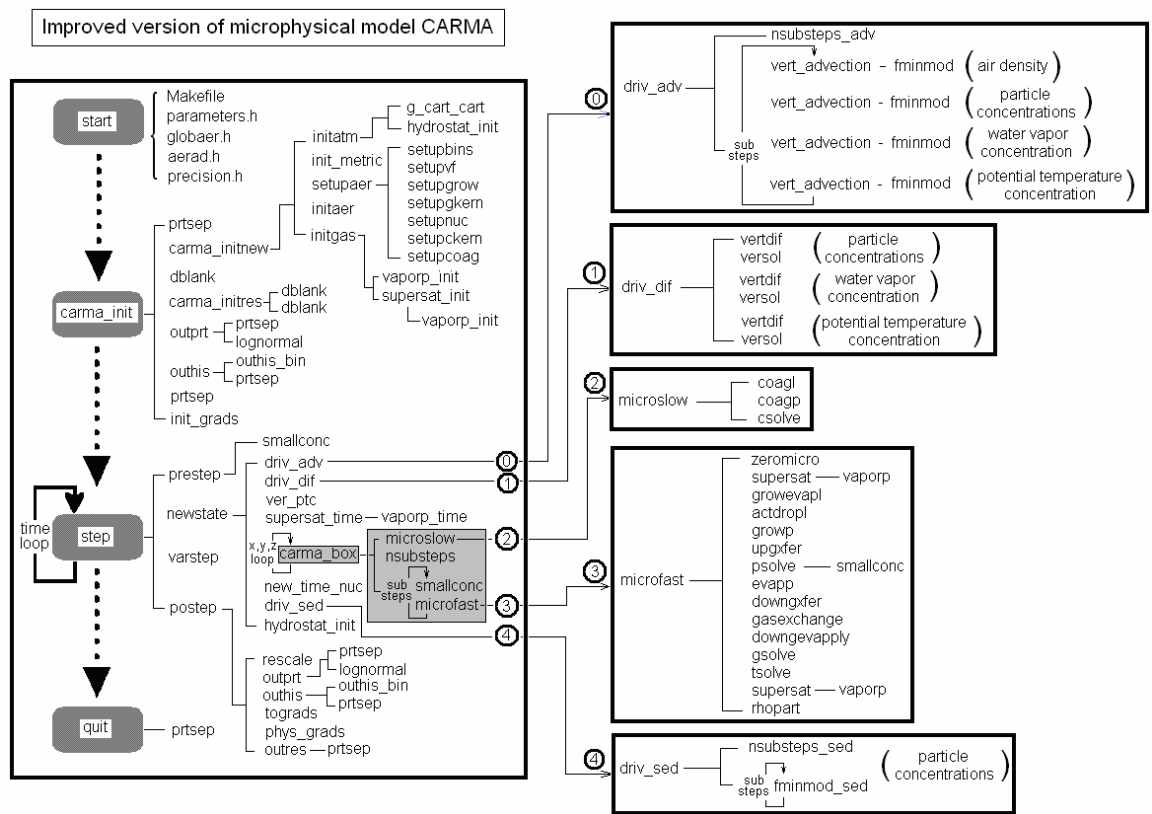 Improved version of microphysical model CARMA
start
Makefile
parameters.h
globaer.h
aerad.h
precision.h
carma_init
prtsep
carma_initnew
initatm
g_cart_cart
hydrostat_init
init_metric
setupaer
setupbins
setupvf
setupgrow
setupgkern
setupnuc
setupckern
setupcoag
initaer
initgas
vaporp_init
supersat_init
vaporp_init
dblank
carma_initres
dblank
dblank
outprt
prtsep
lognormal
outhis
outhis_bin
prtsep
prtsep
init_grads
time
loop
step
prestep
smallconc
newstate
driv_adv
0
driv_dif
1
ver_ptc
supersat_time
vaporp_time
x,y,z
loop
carma_box
microslow
2
nsubsteps
sub
steps
smallconc
microfast
3
new_time_nuc
driv_sed
4
hydrostat_init
varstep
postep
rescale
outprt
prtsep
lognormal
outhis
outhis_bin
prtsep
tograds
phys_grads
outres
prtsep
quit
prtsep
0
driv_adv
nsubsteps_adv
sub
steps
vert_advection - fminmod (air density)
vert_advection - fminmod (particle
concentrations)
vert_advection - fminmod (water vapor
concentration)
vert_advection - fminmod (potential temperature
concentration)
1
driv_dif
vertdif
versol
(particle
concentrations)
vertdif
versol
(water vapor
concentration)
vertdif
versol
(potential temperature
concentration)
2
microslow
coagl
coagp
csolve
3
microfast
zeromicro
supersat
vaporp
growevapl
actdropl
growp
upgxfer
psolve
smallconc
evapp
downgxfer
gasexchange
downgevapply
gsolve
tsolve
supersat
vaporp
rhopart
4
driv_sed
nsubsteps_sed
sub
steps
fminmod_sed
(particle
concentrations)